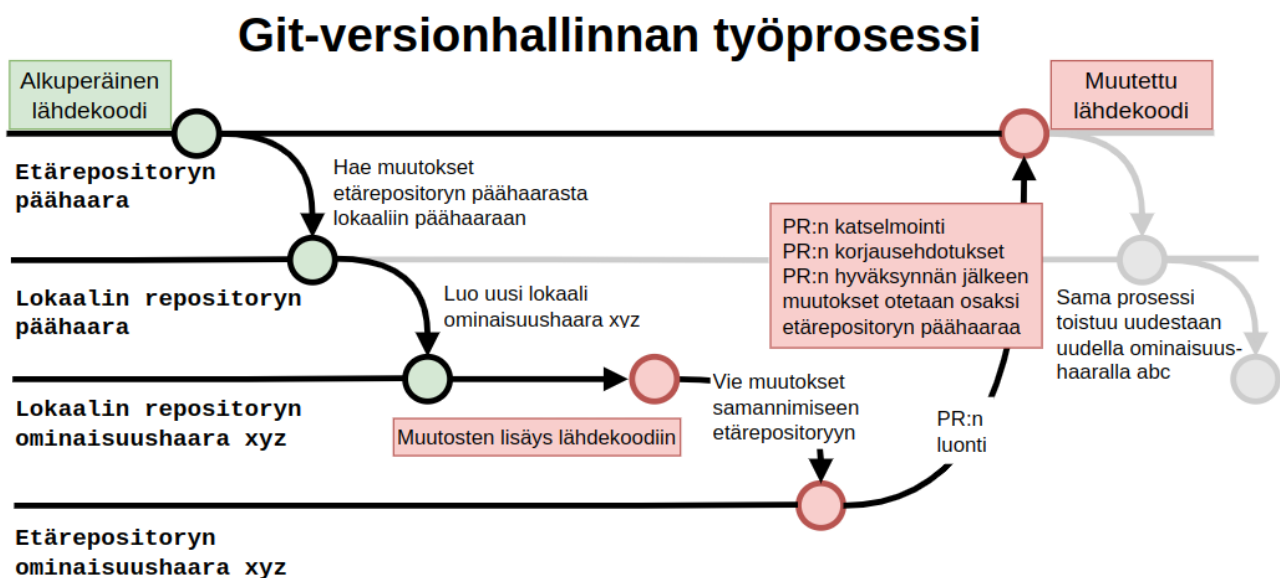 Git-versionhallinnan työprosessi
Alkuperäinen
lähdekoodi
Muutettu
lähdekoodi
Etärepositoryn
päähaara
Hae muutokset
etärepositoryn päähaarasta
lokaaliin päähaaraan
PR:n katselmointi
PR:n korjausehdotukset
PR:n hyväksynnän jälkeen
muutokset otetaan osaksi
etärepositoryn päähaaraa
Lokaalin repositoryn
päähaara
Luo uusi lokaali
ominaisuushaara xyz
Sama prosessi
toistuu uudestaan
uudella ominaisuus-
haaralla abc
Lokaalin repositoryn
ominaisuushaara xyz
Muutosten lisäys lähdekoodiin
Vie muutokset
samannimiseen
etärepositoryyn
PR:n
luonti
Etärepositoryn
ominaisuushaara xyz